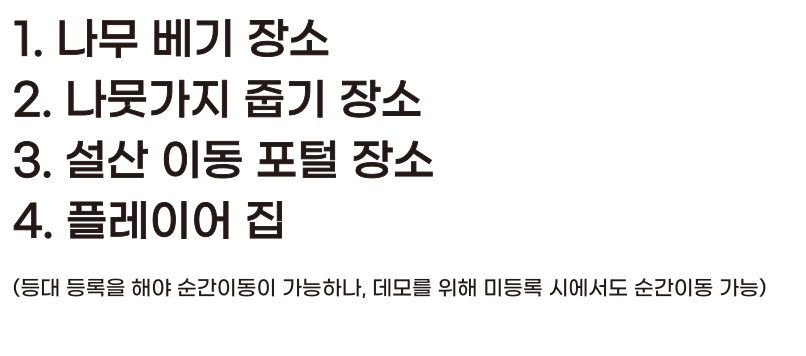 1. 나무 베기 장소
2. 나뭇가지 줍기 장소
3. 설산 이동 포털 장소
4. 플레이어 집
(등대 등록을 해야 순간이동이 가능하나, 데모를 위해 미등록 시에서도 순간이동 가능)